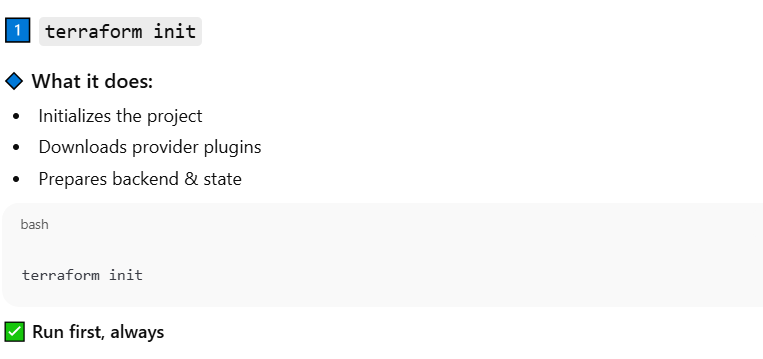 1 terraform init
What it does:
• Initializes the project
• Downloads provider plugins
• Prepares backend & state
bash
terraform init
Run first, always